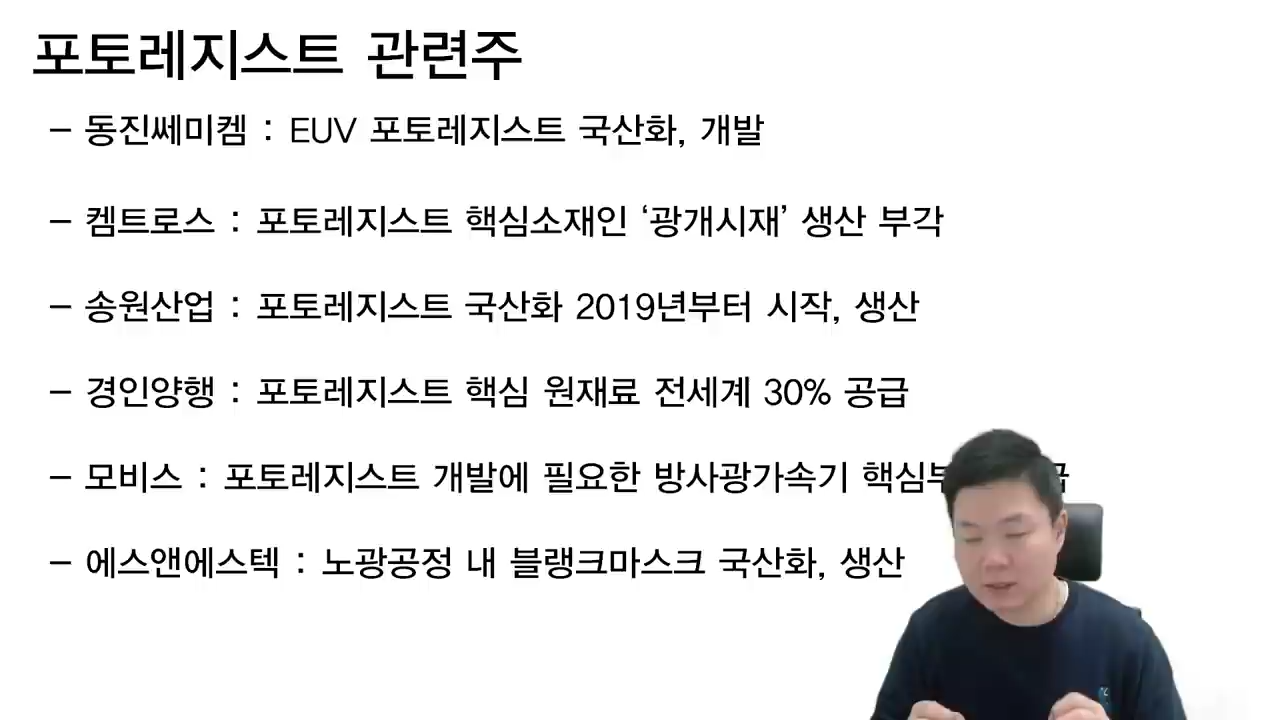 포토레지스트 관련주
- 동진쎄미켐 : EUV 포토레지스트 국산화, 개발
- 켐트로스 : 포토레지스트 핵심소재인 '광개시재' 생산 부각
- 송원산업 : 포토레지스트 국산화 2019년부터 시작, 생산
- 경인양행 : 포토레지스트 핵심 원재료 전세계 30% 공급
- 모비스 : 포토레지스트 개발에 필요한 방사광가속기
- 에스앤에스텍 : 노광공정 내 블랭크마스크 국산화, 생산